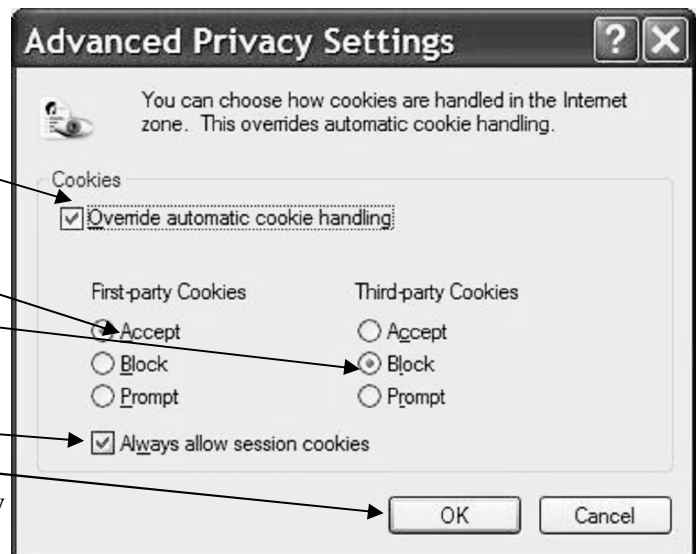 Advanced Privacy Settings
You can choose how cookies are handled in the Internet
zone. This overrides automatic cookie handling.
Cookies
Override automatic cookie handling
First-party Cookies Third-party Cookies
Accept Accept
Block Block
Prompt Prompt
Always allow session cookies
OK Cancel